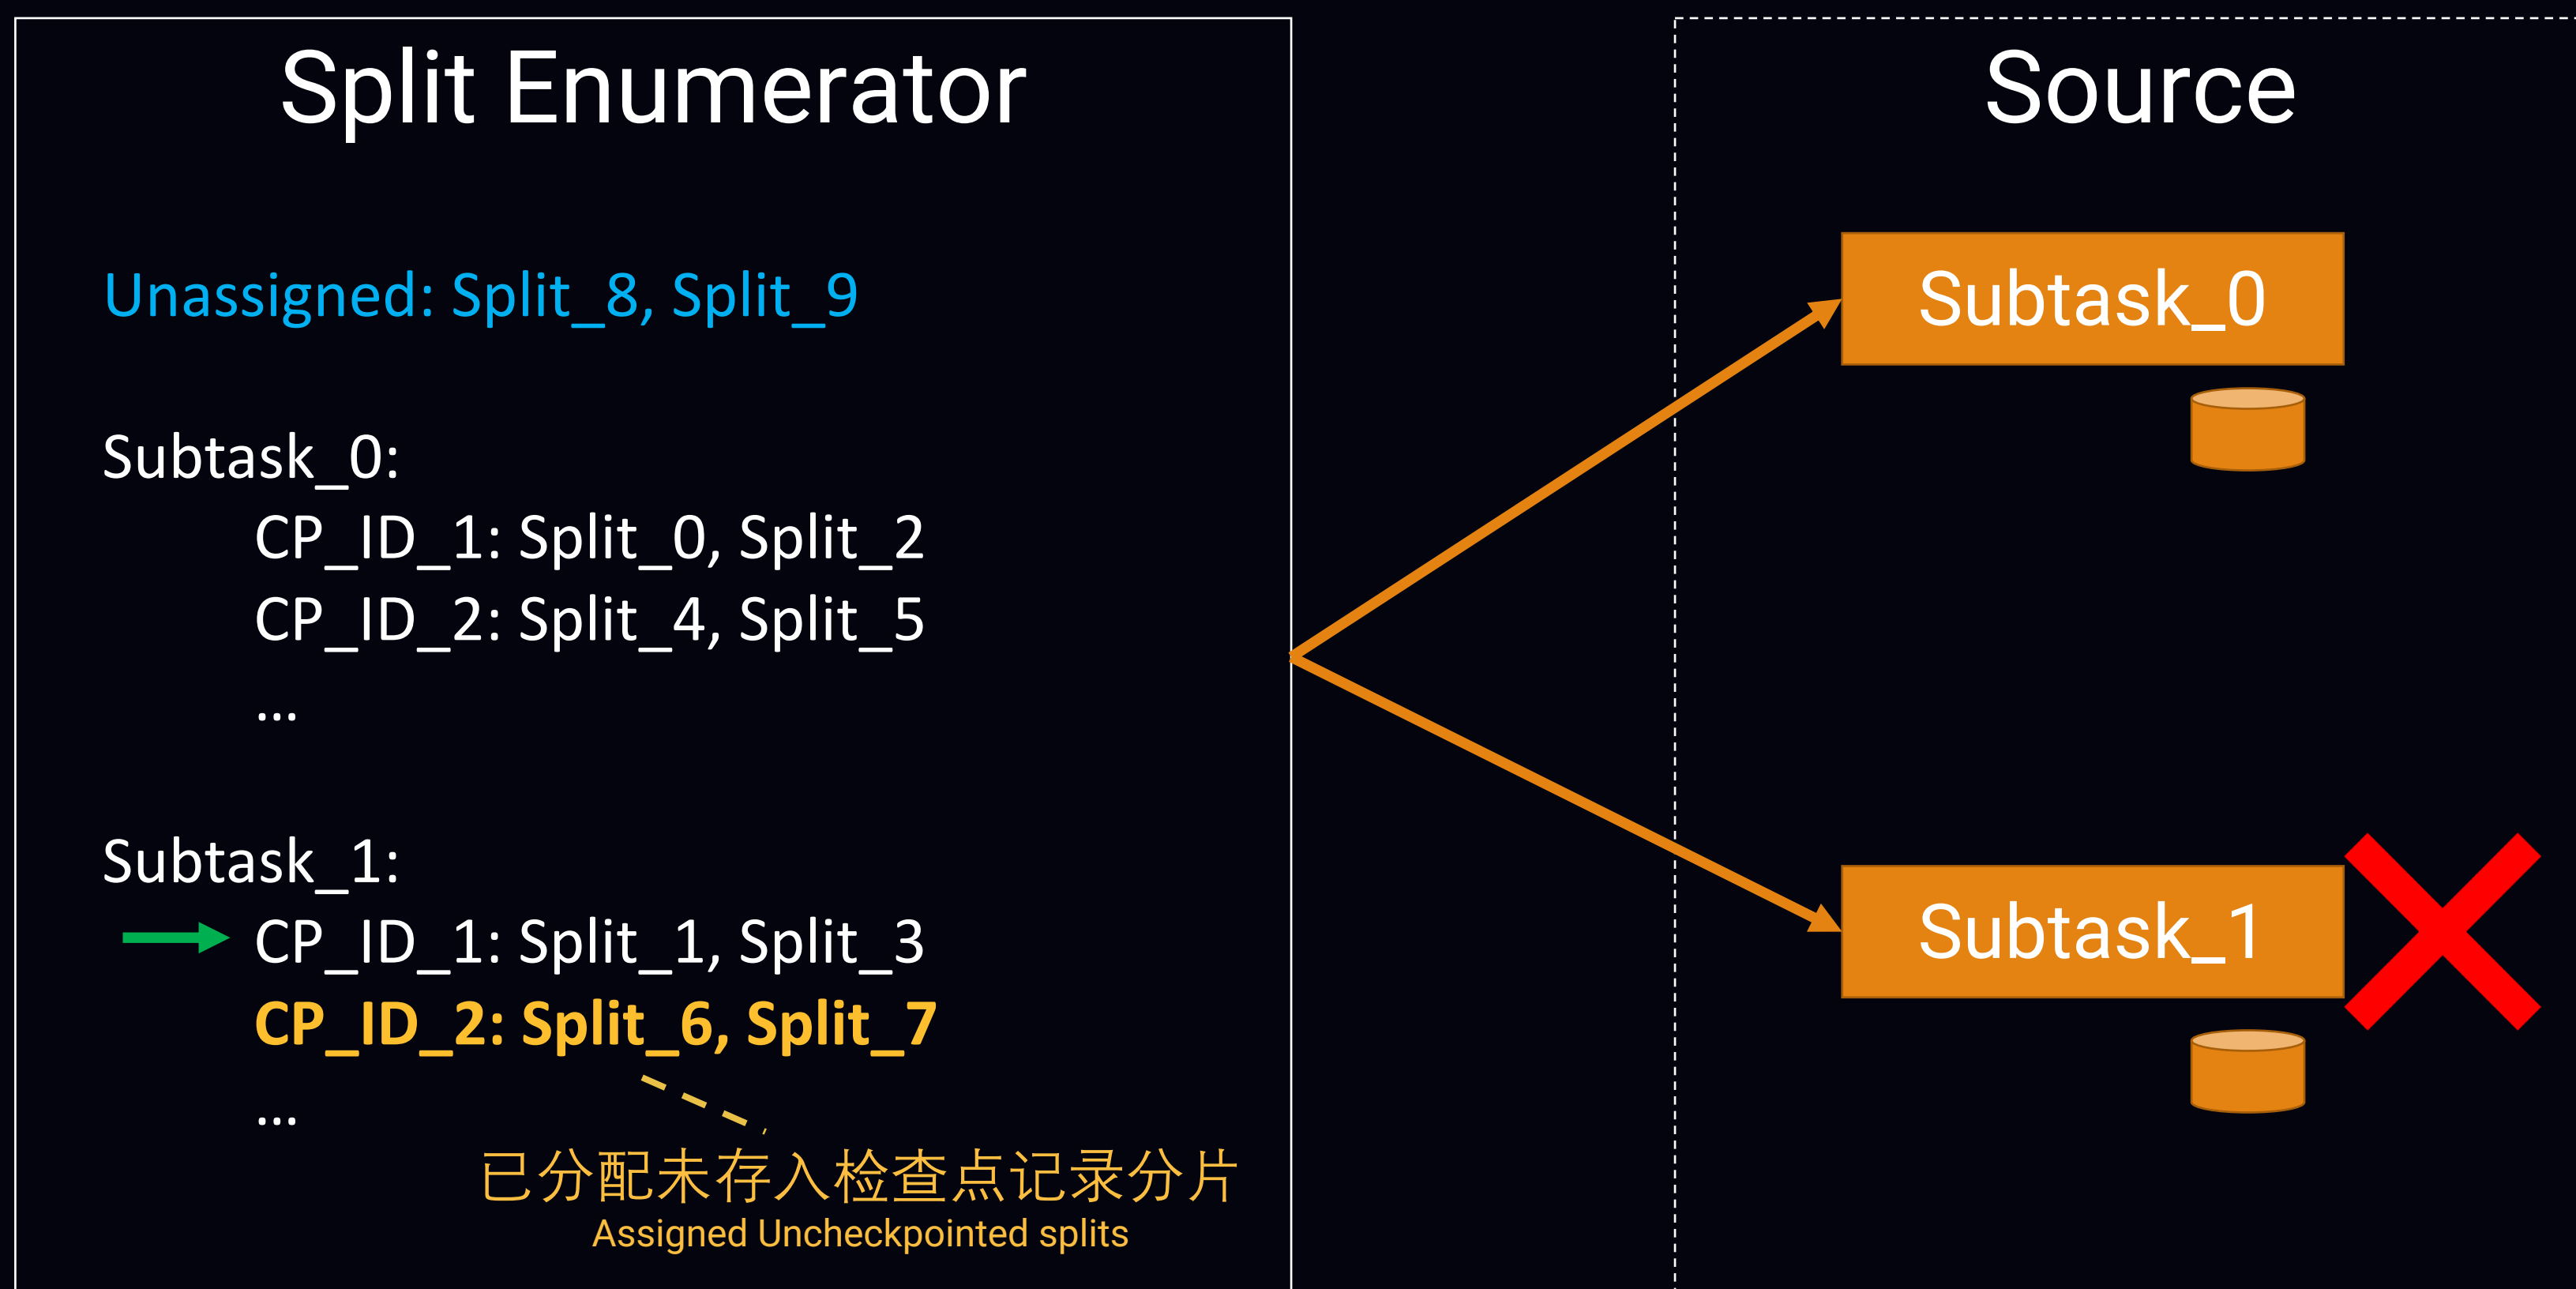 Split Enumerator
Unassigned: Split_8, Split_9
Subtask_0:
CP_ID_1: Split_0, Split_2
CP_ID_2: Split_4, Split_5
...
Subtask_1:
CP_ID_1: Split_1, Split_3
CP_ID_2: Split_6, Split_7
...
已分配未存入检查点记录分片
Assigned Uncheckpointed splits
Source
Subtask_0
Subtask_1